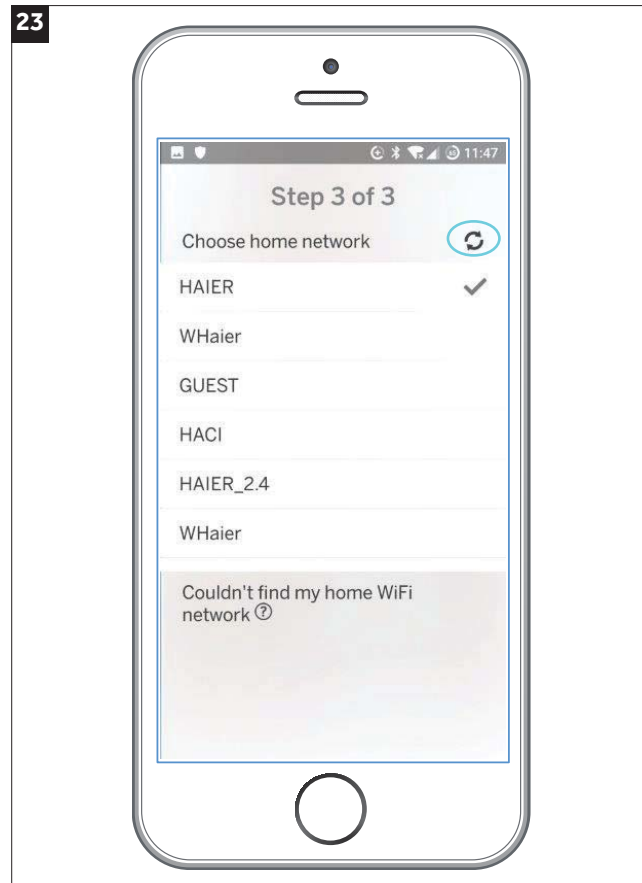 23
11:47
Step 3 of 3
Choose home network
HAIER
WHaier
GUEST
HACI
HAIER_2.4
WHaier
Couldn't find my home WiFi
network ?